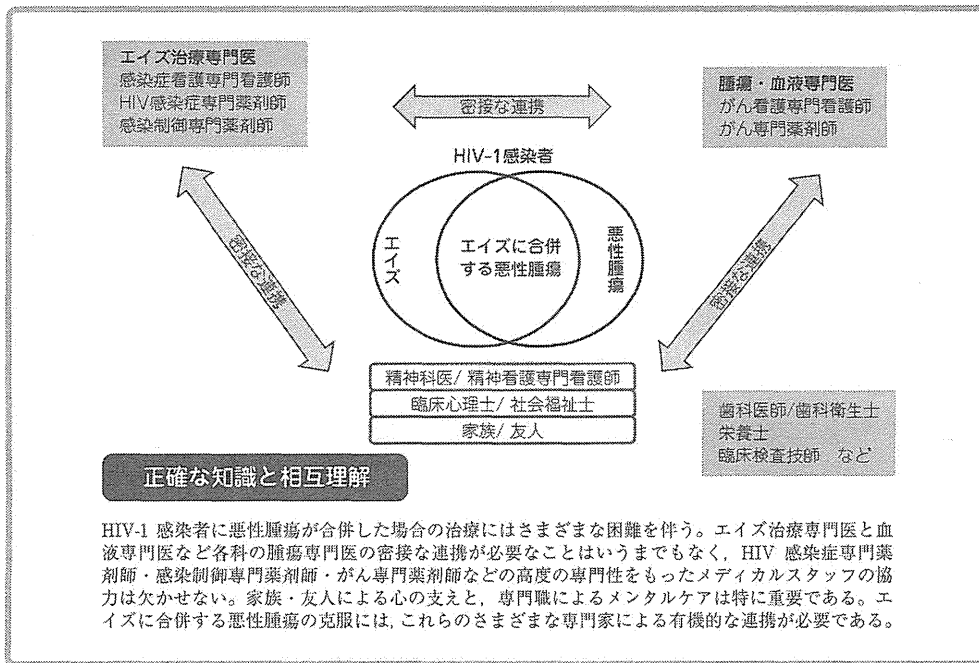 エイズ治療専門医
感染症看護専門看護師
HIV感染症専門薬剤師
感染制御専門薬剤師
密接な連携
腫瘍・血液専門医
がん看護専門看護師
がん専門薬剤師
HIV-1感染者
エイズ
エイズに合併
する悪性腫瘍
悪性腫瘍
密接な連携
密接な連携
精神科医/ 精神看護専門看護師
臨床心理士/ 社会福祉士
家族/ 友人
歯科医師/歯科衛生士
栄養士
臨床検査技師 など
正確な知識と相互理解
HIV-1 感染者に悪性腫瘍が合併した場合の治療にはさまざまな困難を伴う。エイズ治療専門医と血
液専門医など各科の腫瘍専門医の密接な連携が必要なことはいうまでもなく，HIV 感染症専門薬
剤師・感染制御専門薬剤師・がん専門薬剤師などの高度の専門性をもったメディカルスタッフの協
力は欠かせない。家族・友人による心の支えと，専門職によるメンタルケアは特に重要である。エ
イズに合併する悪性腫瘍の克服には，これらのさまざまな専門家による有機的な連携が必要である。